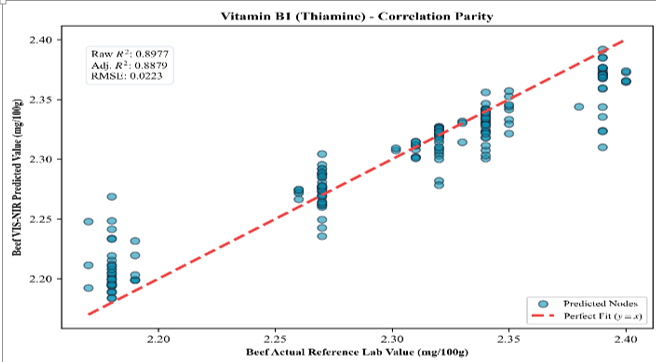 Vitamin B1 (Thiamine) - Correlation Parity
Raw R²: 0.8977
Adj. R²: 0.8879
RMSE: 0.0223
Beef VIS-NIR Predicted Value (mg/100g)
2.40
2.35
2.30
2.25
2.20
Predicted Nodes
Perfect Fit (y = x)
2.20
2.25
2.30
2.35
2.40
Beef Actual Reference Lab Value (mg/100g)